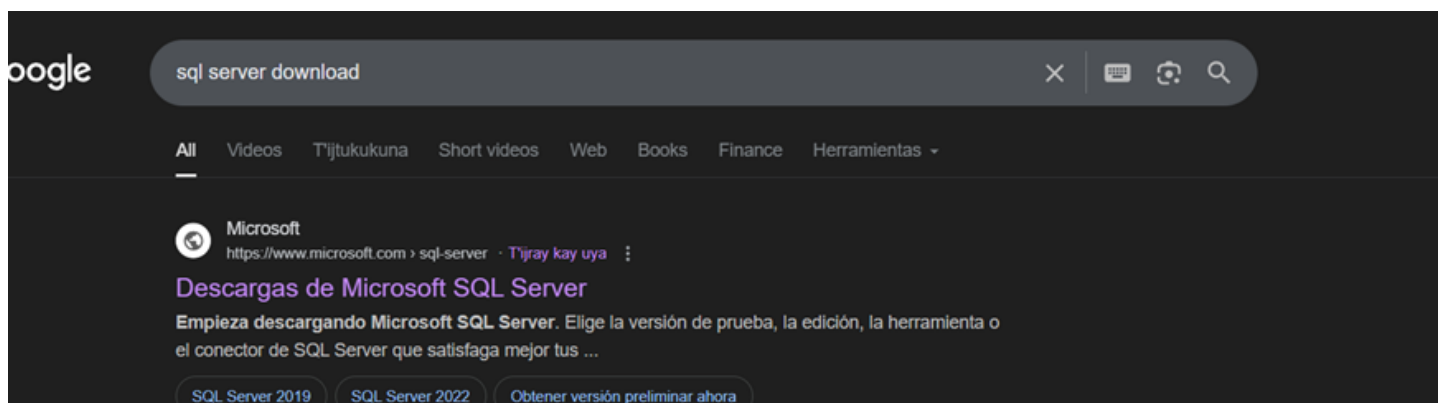 oogle
sql server download
All Videos T'ijtukukuna Short videos Web Books Finance Herramientas
Microsoft
https://www.microsoft.com › sql-server · T'ijray kay uya
Descargas de Microsoft SQL Server
Empieza descargando Microsoft SQL Server. Elige la versión de prueba, la edición, la herramienta o
el conector de SQL Server que satisfaga mejor tus ...
SQL Server 2019 SQL Server 2022 Obtener versión preliminar ahora